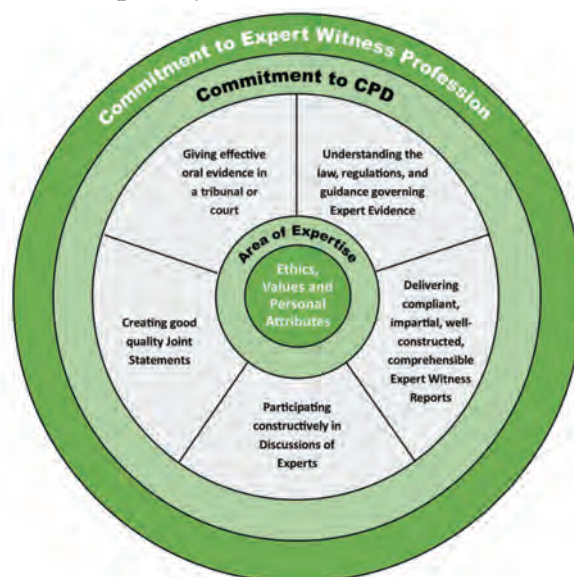 Commitment to Expert Witness Profession
Commitment to CPD
Giving effective
oral evidence in
a tribunal or
court
Understanding the
law, regulations, and
guidance governing
Expert Evidence
Area of Expertise
Ethics,
Values and
Personal
Attributes
Creating good
quality Joint
Statements
Delivering
compliant,
impartial, well-
constructed,
comprehensible
Expert Witness
Reports
Participating
constructively in
Discussions of
Experts